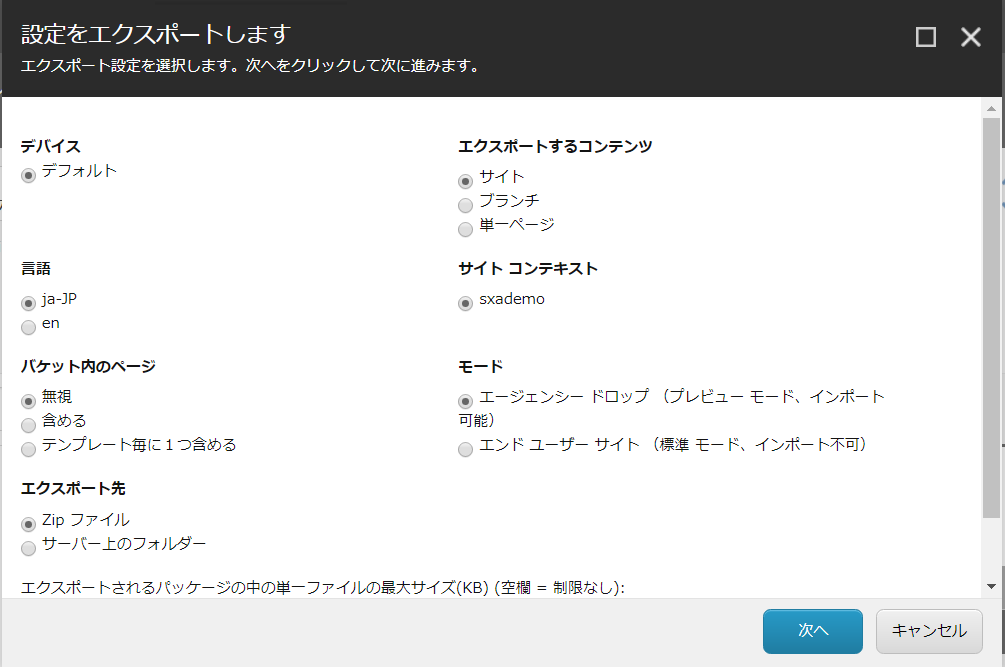 設定をエクスポートします
エクスポート設定を選択します。次へをクリックして次に進みます。
デバイス
デフォルト
エクスポートするコンテンツ
サイト
ブランチ
単一ページ
言語
ja-JP
en
サイト コンテキスト
sxademo
バケット内のページ
無視
含める
テンプレート毎に１つ含める
モード
エージェンシー ドロップ （プレビュー モード、インポート
可能）
エンド ユーザー サイト （標準 モード、インポート不可）
エクスポート先
Zip ファイル
サーバー上のフォルダー
エクスポートされるパッケージの中の単一ファイルの最大サイズ(KB) (空欄 = 制限なし):
次へ
キャンセル